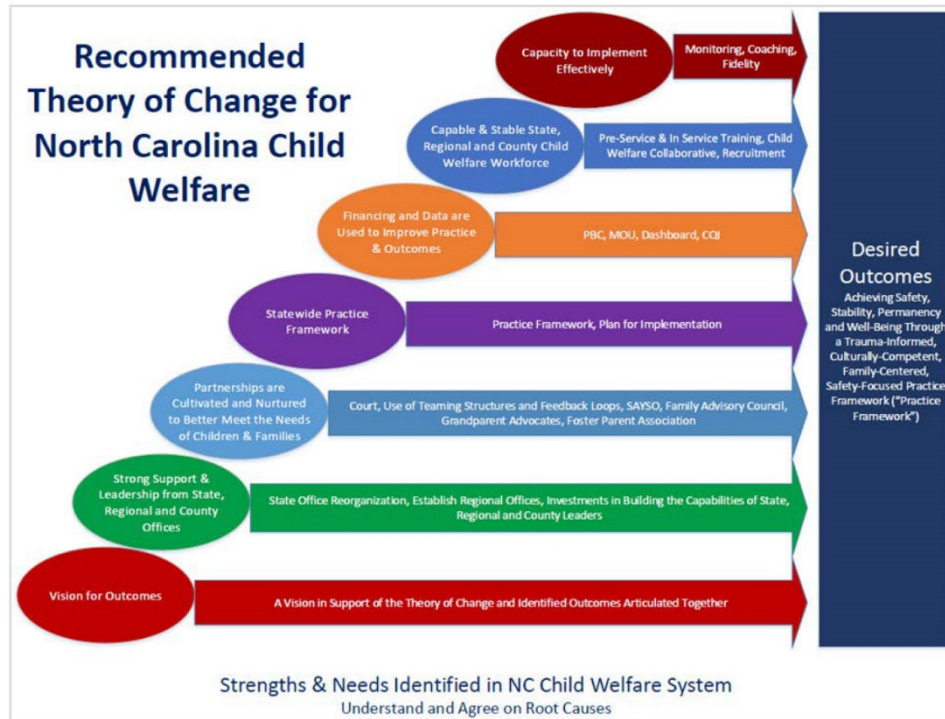 Recommended
Theory of Change for
North Carolina Child
Welfare
Capacity to Implement
Effectively
Monitoring, Coaching,
Fidelity
Capable & Stable State,
Regional and County Child
Welfare Workforce
Pre-Service & In Service Training, Child
Welfare Collaborative, Recruitment
Financing and Data are
Used to Improve Practice
& Outcomes
PBC, MOU, Dashboard, CQI
Statewide Practice
Framework
Practice Framework, Plan for Implementation
Partnerships are
Cultivated and Nurtured
to Better Meet the Needs
of Children & Families
Court, Use of Teaming Structures and Feedback Loops, SAYSO, Family Advisory Council,
Grandparent Advocates, Foster Parent Association
Strong Support &
Leadership from State,
Regional and County
Offices
State Office Reorganization, Establish Regional Offices, Investments in Building the Capabilities of State,
Regional and County Leaders
Vision for Outcomes
A Vision in Support of the Theory of Change and Identified Outcomes Articulated Together
Desired
Outcomes
Achieving Safety,
Stability, Permanency
and Well-Being Through
a Trauma-Informed,
Culturally-Competent,
Family-Centered,
Safety-Focused Practice
Framework ("Practice
Framework")
Strengths & Needs Identified in NC Child Welfare System
Understand and Agree on Root Causes